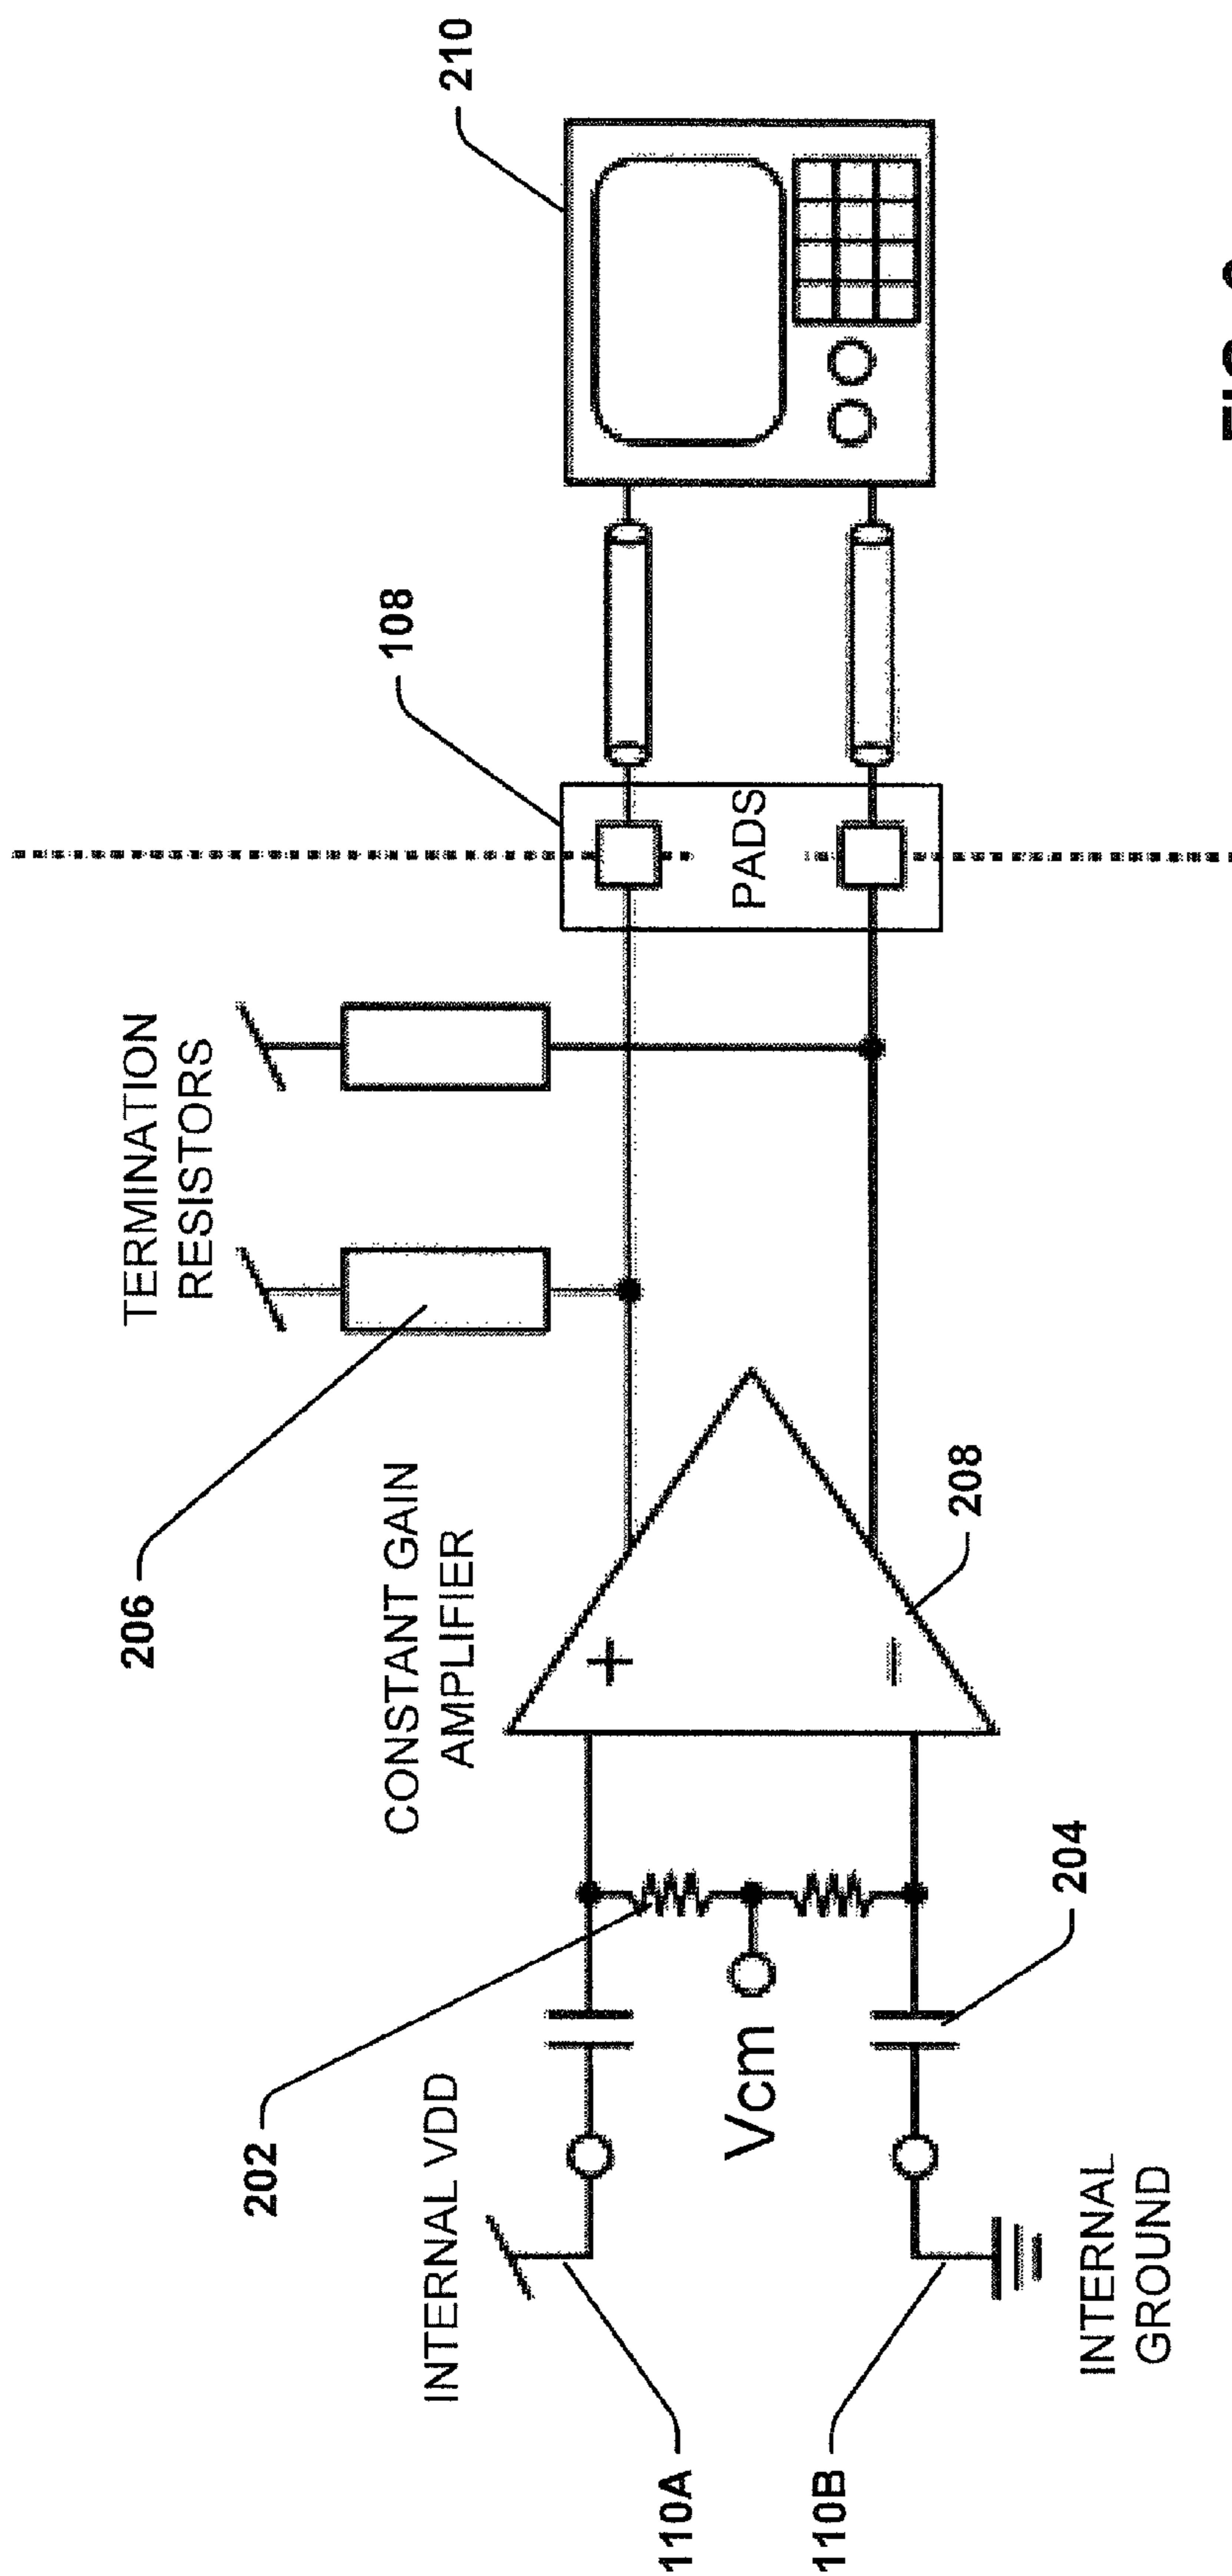 210
108
TERMINATION
RESISTORS
PADS
206
CONSTANT GAIN
AMPLIFIER
+
−
208
202
INTERNAL VDD
Vcm
204
110A
110B
INTERNAL
GROUND